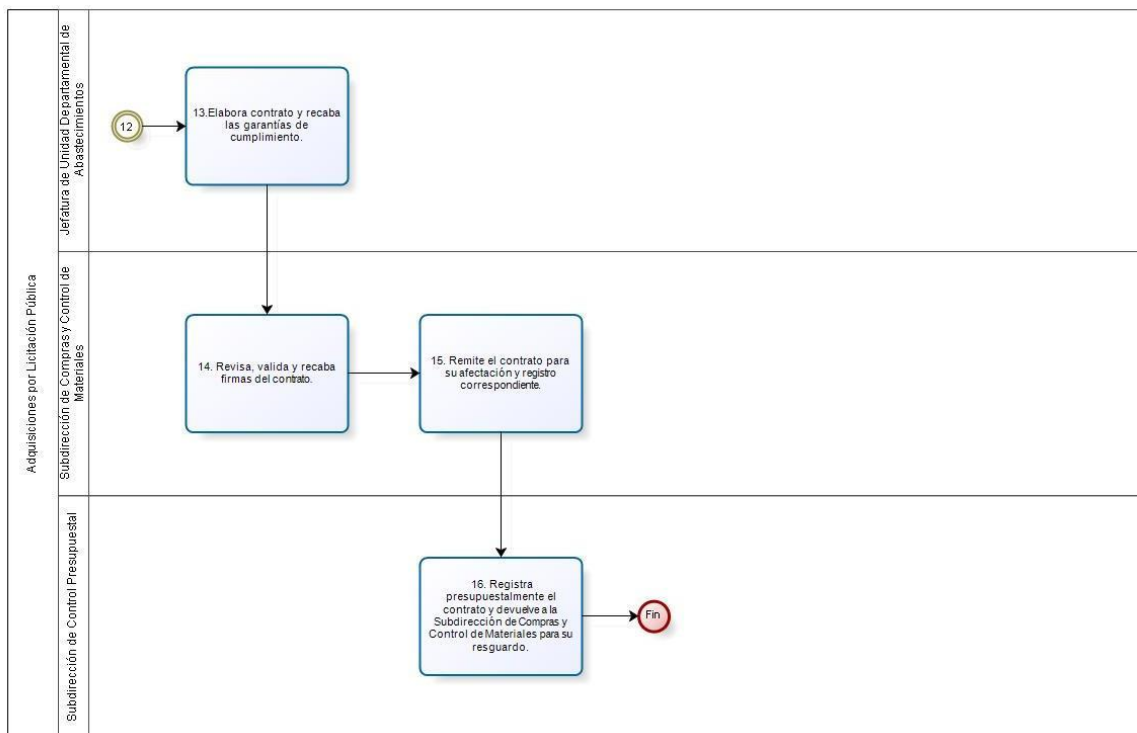 Adquisiciones por Licitación Pública
Jefatura de Unidad Departamental de
Abastecimientos
12
13.Elabora contrato y recaba
las garantías de
cumplimiento.
Subdirección de Compras y Control de
Materiales
14. Revisa, valida y recaba
firmas del contrato.
15. Remite el contrato para
su afectación y registro
correspondiente.
Subdirección de Control Presupuestal
16. Registra
presupuestalmente el
contrato y devuelve a la
Subdirección de Compras y
Control de Materiales para su
resguardo.
Fin